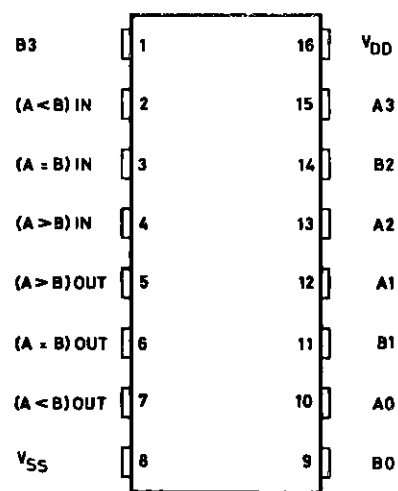 B3 1 16 VDD
(A < B) IN 2 15 A3
(A = B) IN 3 14 B2
(A > B) IN 4 13 A2
(A > B) OUT 5 12 A1
(A = B) OUT 6 11 B1
(A < B) OUT 7 10 A0
VSS 8 9 B0